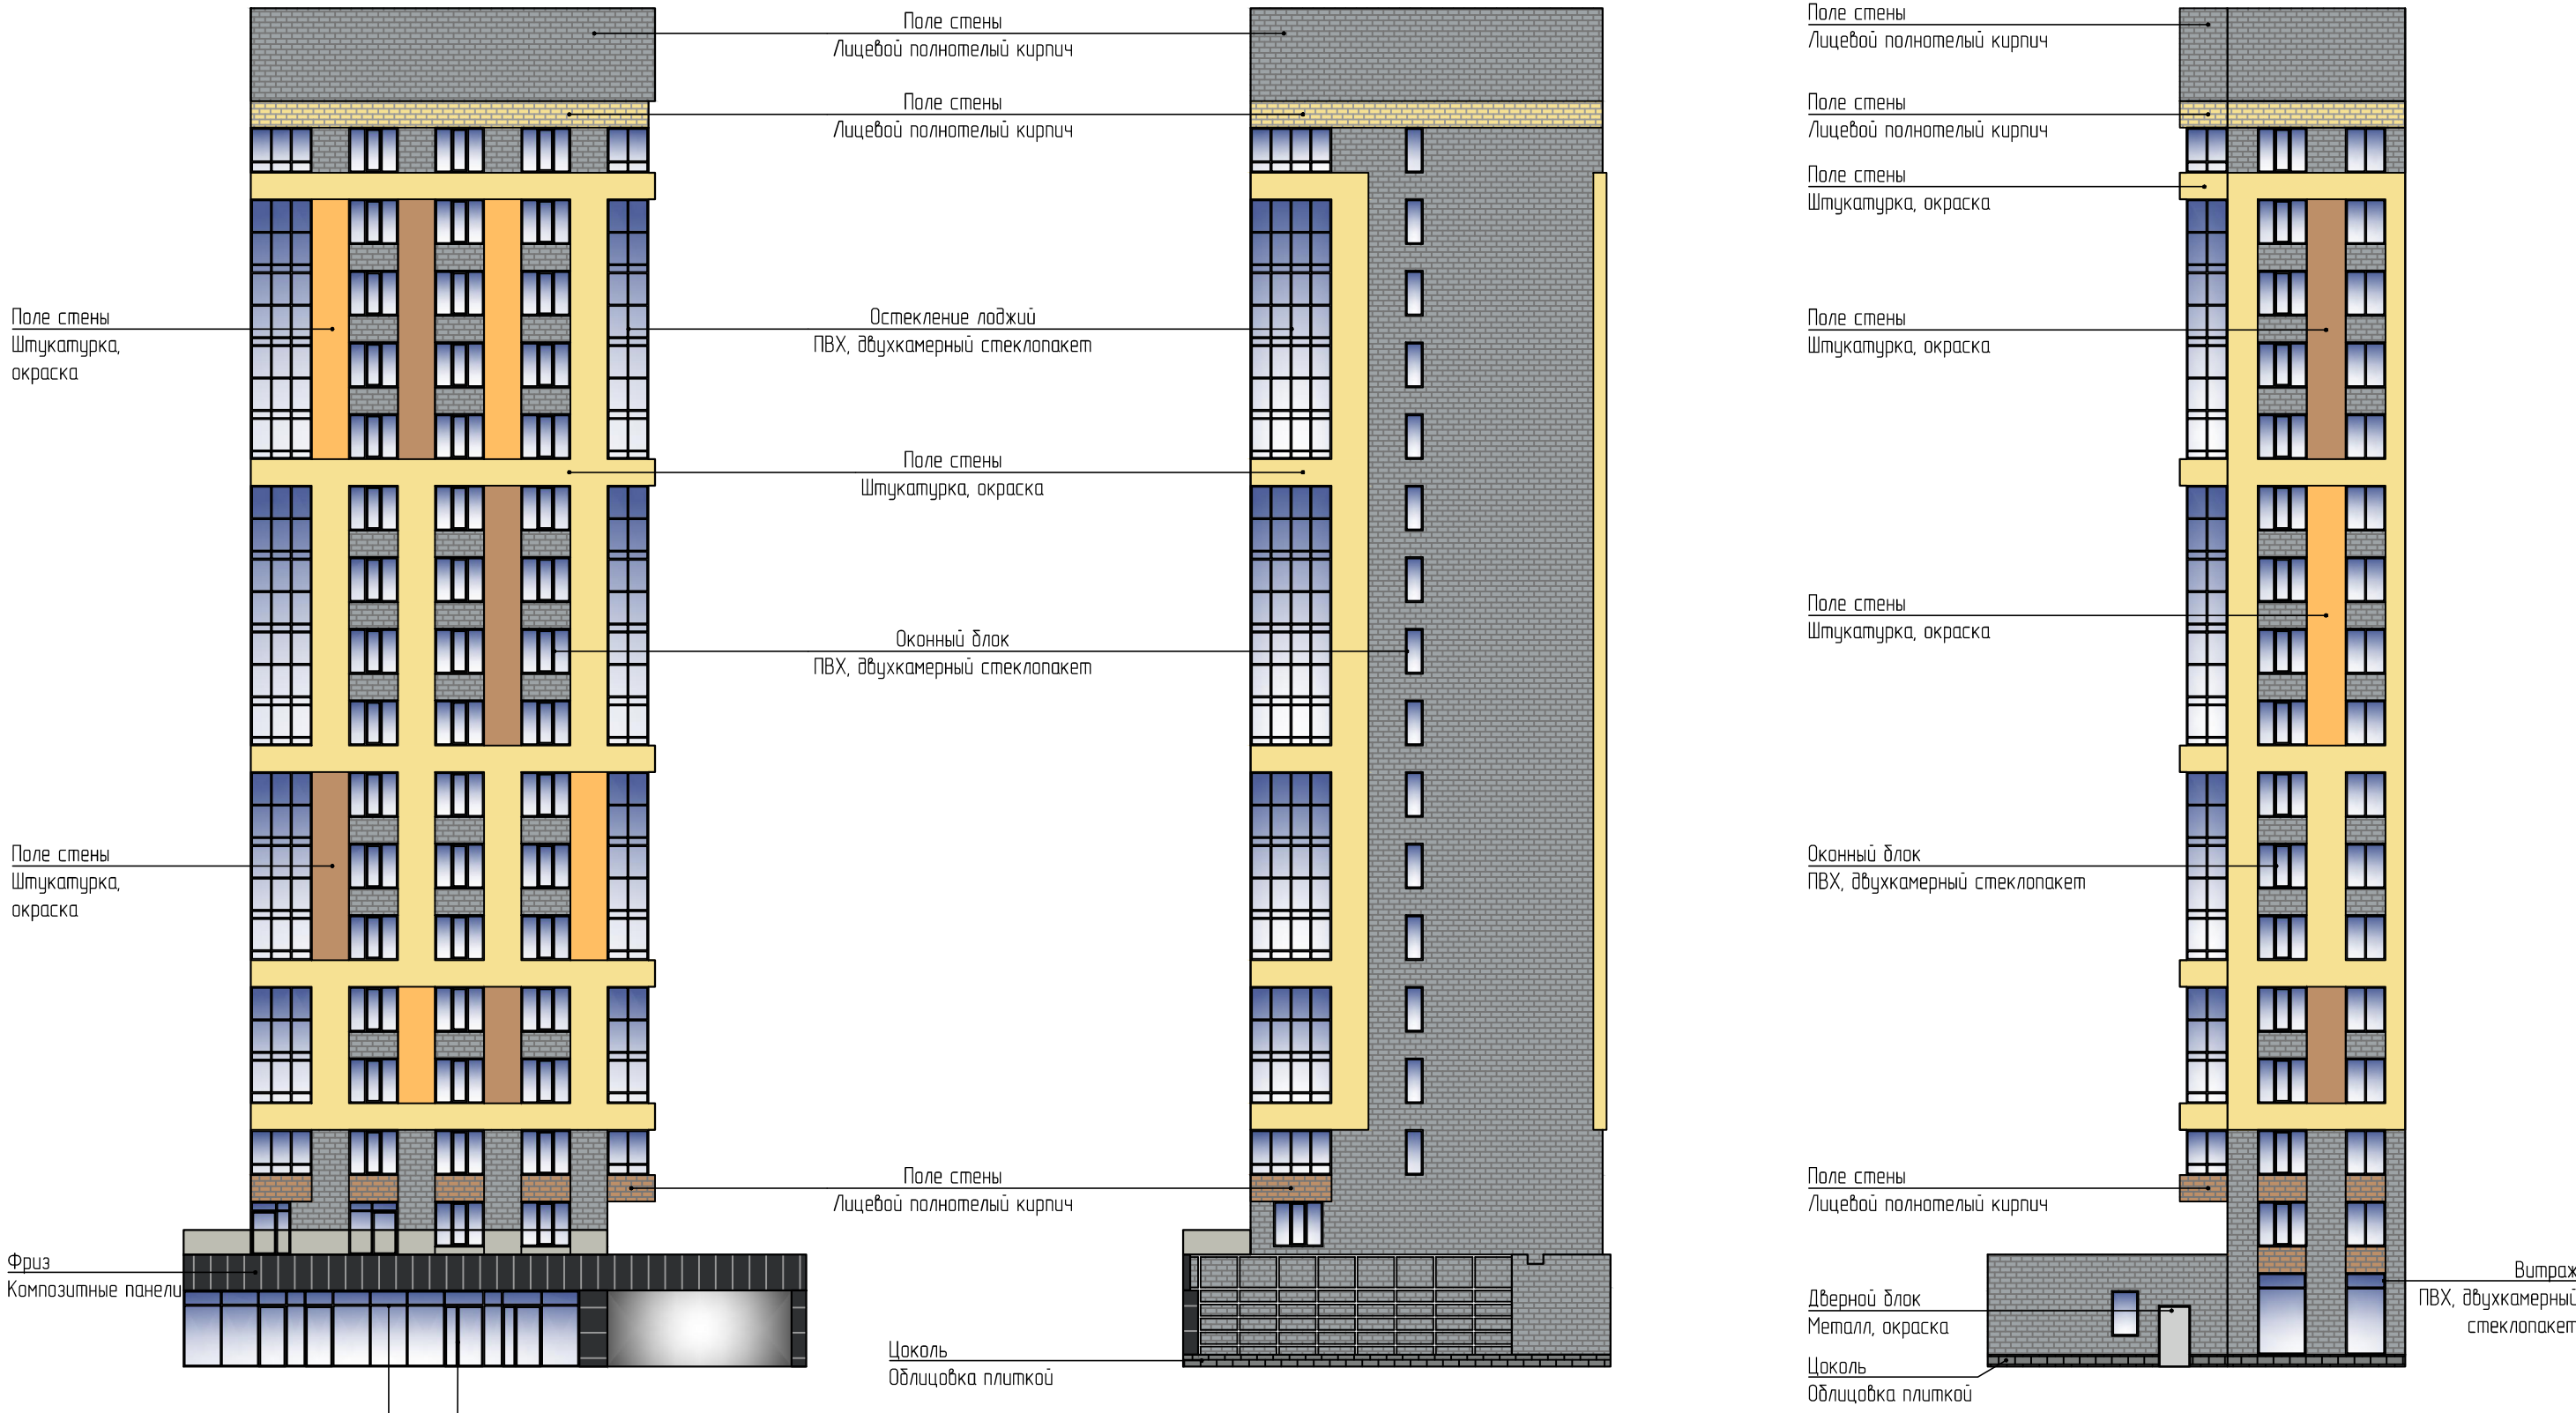 Поле стены
Лицевой полнотелый кирпич
Поле стены
Лицевой полнотелый кирпич
Поле стены
Штукатурка,
окраска
Остекление лоджий
ПВХ, двухкамерный стеклопакет
Поле стены
Штукатурка, окраска
Оконный блок
ПВХ, двухкамерный стеклопакет
Поле стены
Штукатурка,
окраска
Поле стены
Лицевой полнотелый кирпич
Фриз
Композитные панели
Цоколь
Облицовка плиткой
Поле стены
Лицевой полнотелый кирпич
Поле стены
Лицевой полнотелый кирпич
Поле стены
Штукатурка, окраска
Поле стены
Штукатурка, окраска
Поле стены
Штукатурка, окраска
Оконный блок
ПВХ, двухкамерный стеклопакет
Поле стены
Лицевой полнотелый кирпич
Дверной блок
Металл, окраска
Цоколь
Облицовка плиткой
Витраж
ПВХ, двухкамерный
стеклопакет